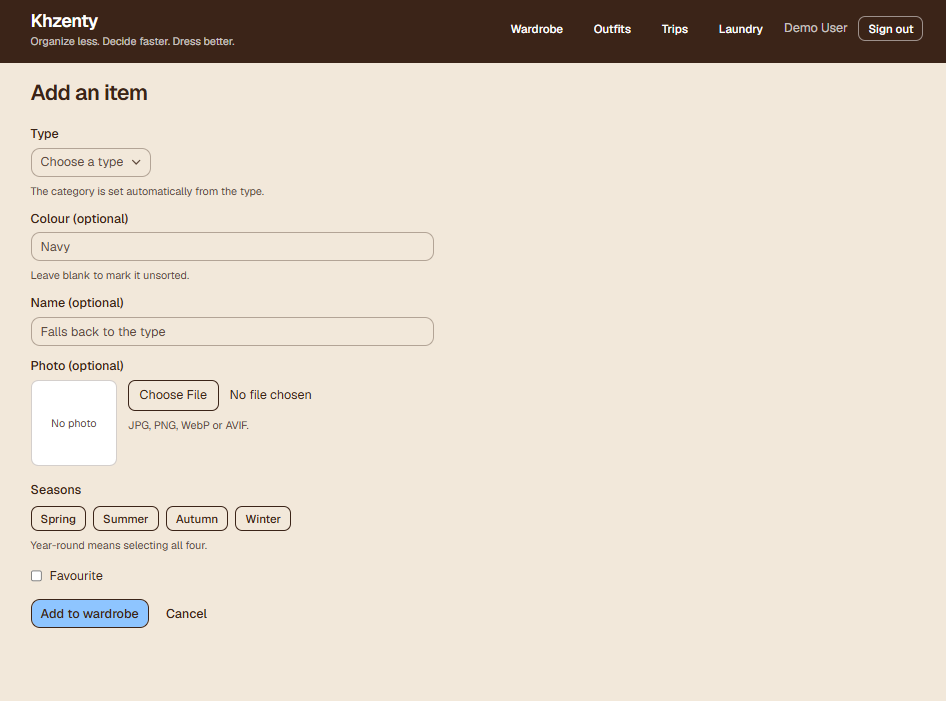 Khzenty
Organize less. Decide faster. Dress better.
Wardrobe Outfits Trips Laundry Demo User Sign out
Add an item
Type
Choose a type
The category is set automatically from the type.
Colour (optional)
Navy
Leave blank to mark it unsorted.
Name (optional)
Falls back to the type
Photo (optional)
No photo
Choose File No file chosen
JPG, PNG, WebP or AVIF.
Seasons
Spring Summer Autumn Winter
Year-round means selecting all four.
Favourite
Add to wardrobe Cancel